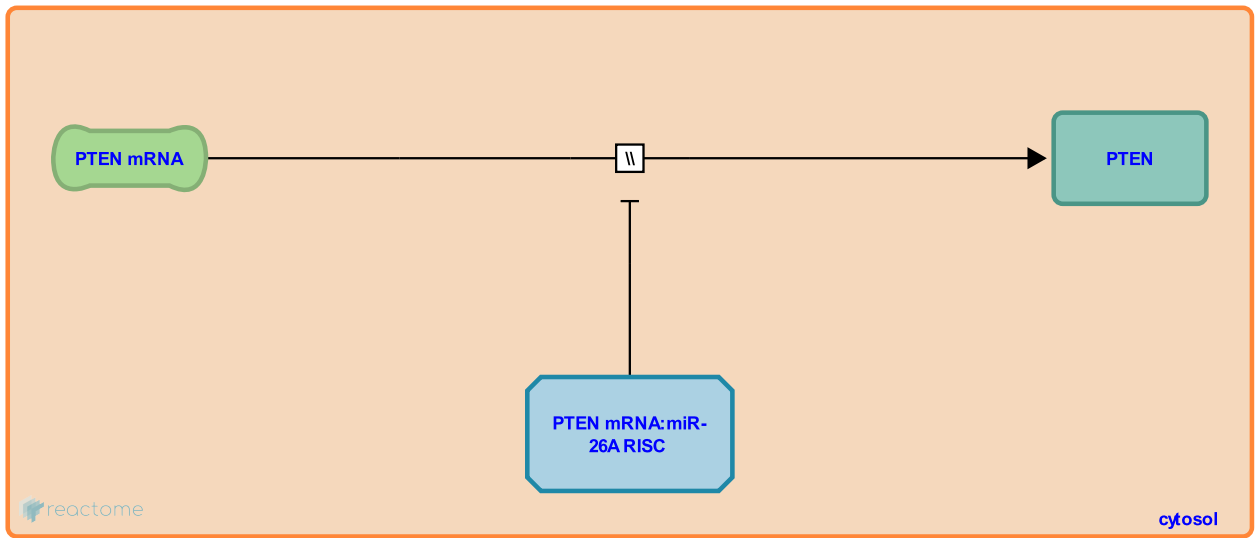 PTEN mRNA
\\
PTEN
PTEN mRNA:miR-
26A RISC
reactome
cytosol